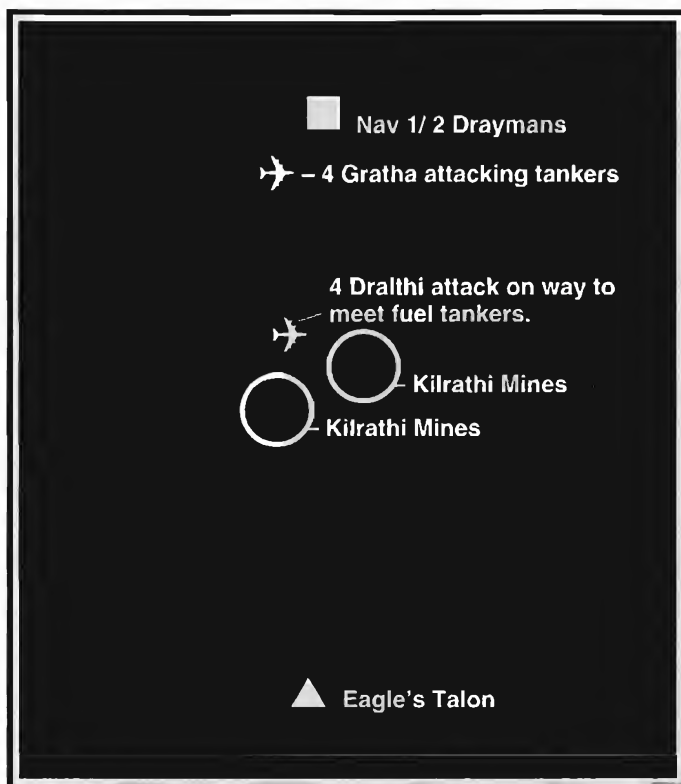 Nav 1/ 2 Draymans
– 4 Gratha attacking tankers
4 Dralthi attack on way to
meet fuel tankers.
Kilrathi Mines
Kilrathi Mines
Eagle's Talon